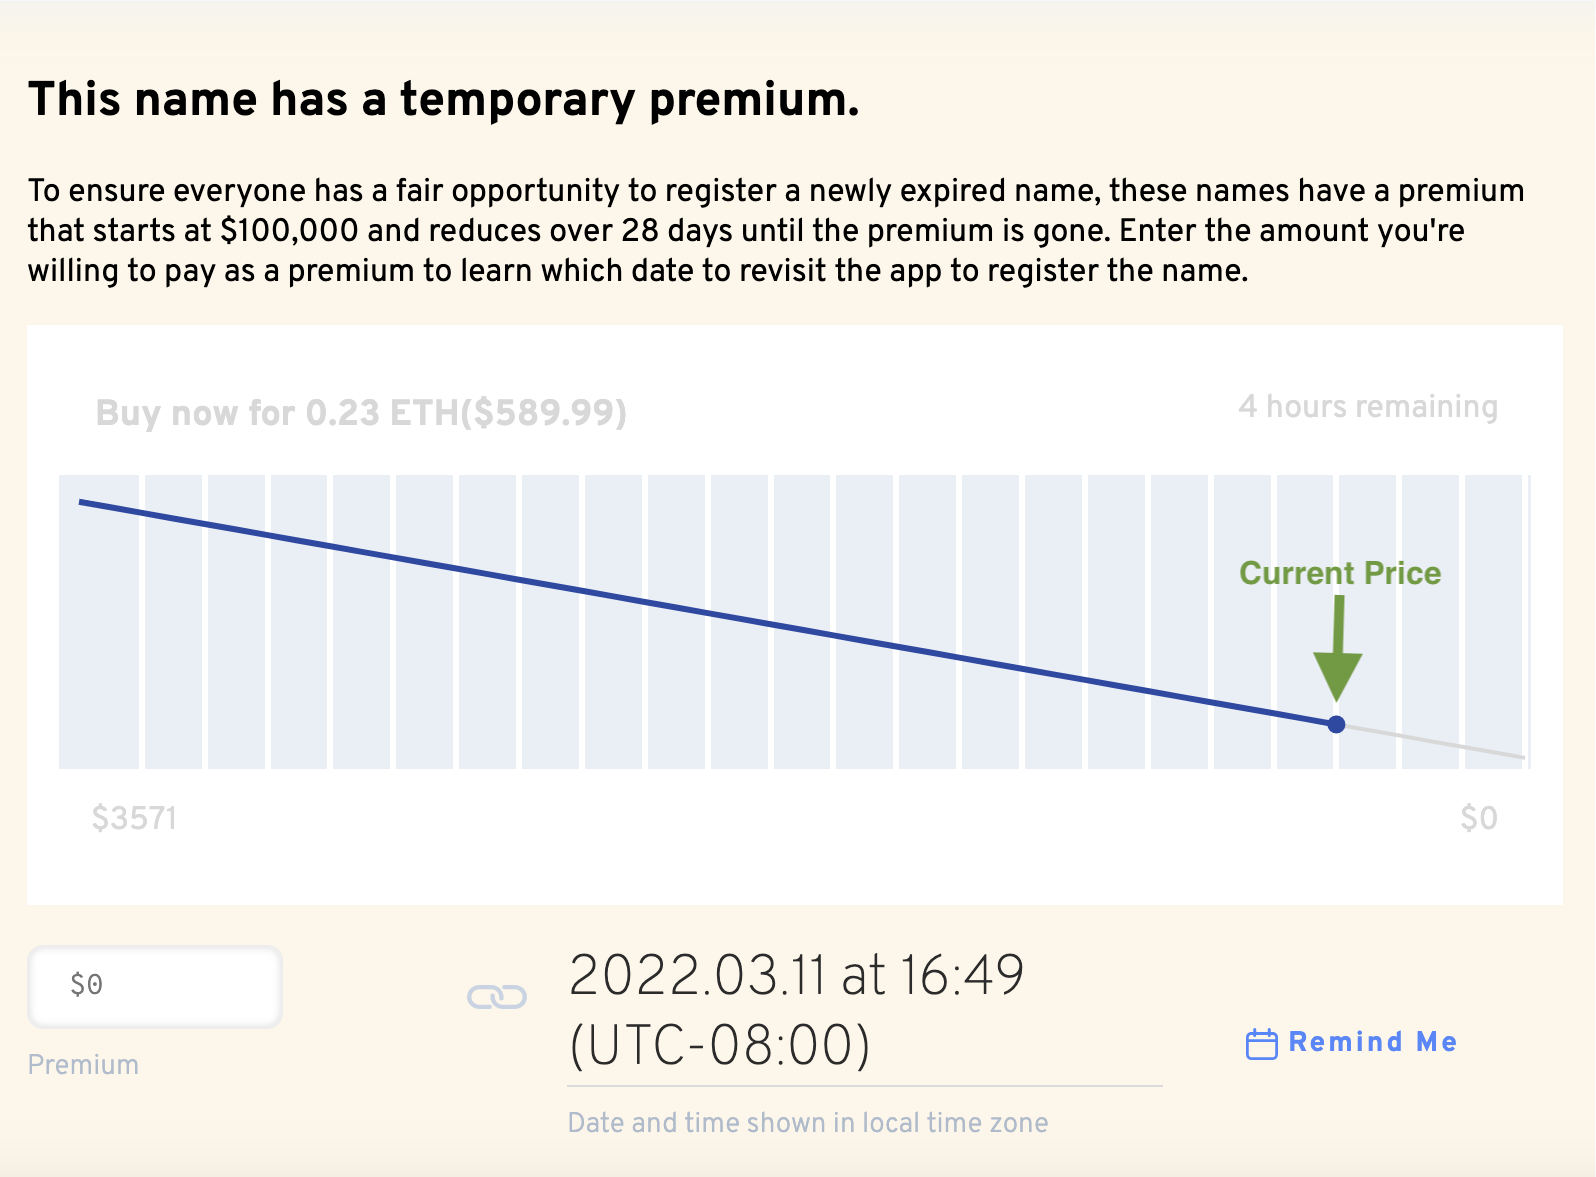 This name has a temporary premium.
To ensure everyone has a fair opportunity to register a newly expired name, these names have a premium
that starts at $100,000 and reduces over 28 days until the premium is gone. Enter the amount you're
willing to pay as a premium to learn which date to revisit the app to register the name.
Buy now for 0.23 ETH($589.99)
4 hours remaining
Current Price
$3571
$0
$0
Premium
2022.03.11 at 16:49
(UTC-08:00)
Date and time shown in local time zone
Remind Me